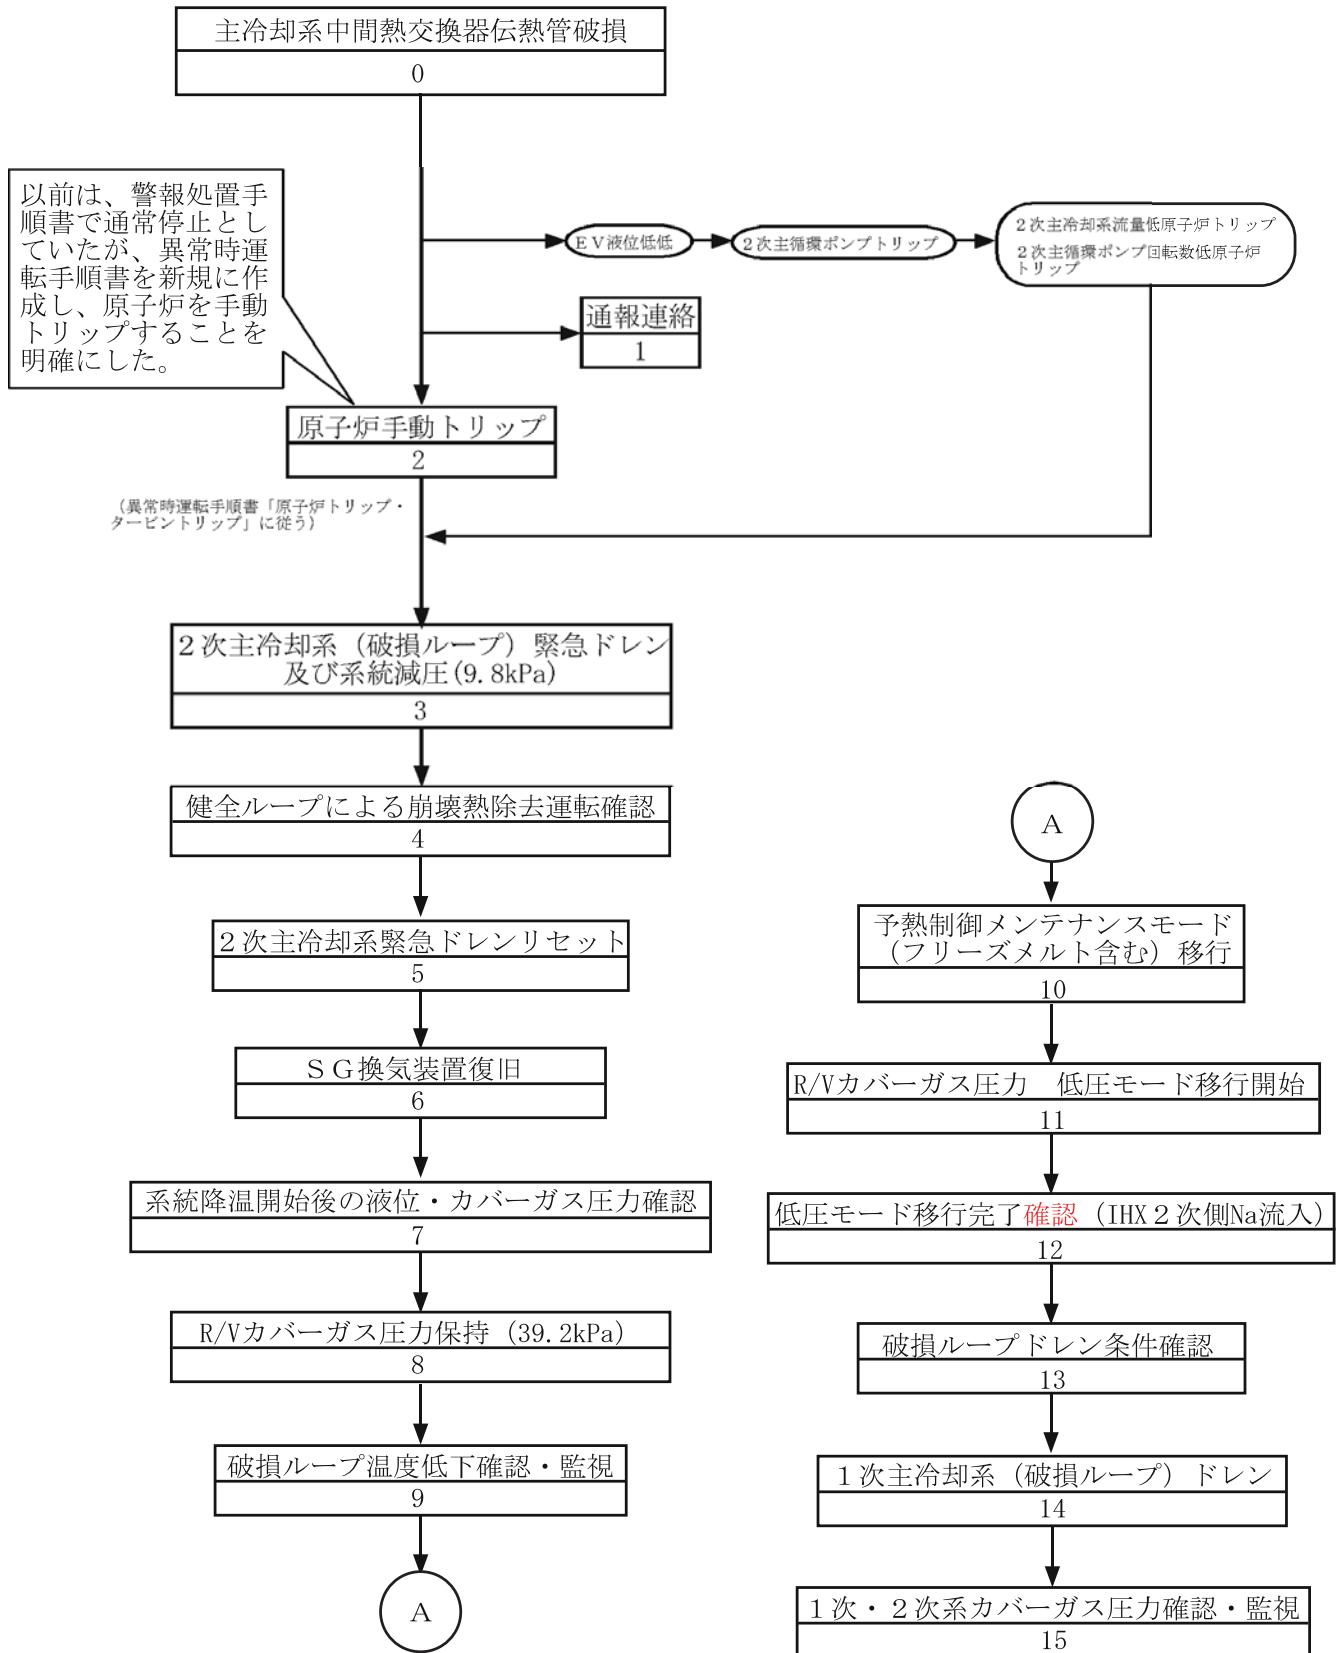 主冷却系中間熱交換器伝熱管破損
0
以前は、警報処置手
順書で通常停止とし
ていたが、異常時運
転手順書を新規に作
成し、原子炉を手動
トリップすることを
明確にした。
ＥＶ液位低低
２次主循環ポンプトリップ
２次主冷却系流量低原子炉トリップ
２次主循環ポンプ回転数低原子炉
トリップ
通報連絡
1
原子炉手動トリップ
2
（異常時運転手順書「原子炉トリップ・
タービントリップ」に従う）
２次主冷却系（破損ループ）緊急ドレン
及び系統減圧(9.8kPa)
3
健全ループによる崩壊熱除去運転確認
4
２次主冷却系緊急ドレンリセット
5
ＳＧ換気装置復旧
6
系統降温開始後の液位・カバーガス圧力確認
7
R/Vカバーガス圧力保持（39.2kPa）
8
破損ループ温度低下確認・監視
9
A
A
予熱制御メンテナンスモード
（フリーズメルト含む）移行
10
R/Vカバーガス圧力　低圧モード移行開始
11
低圧モード移行完了確認（IHX２次側Na流入）
12
破損ループドレン条件確認
13
１次主冷却系（破損ループ）ドレン
14
１次・２次系カバーガス圧力確認・監視
15